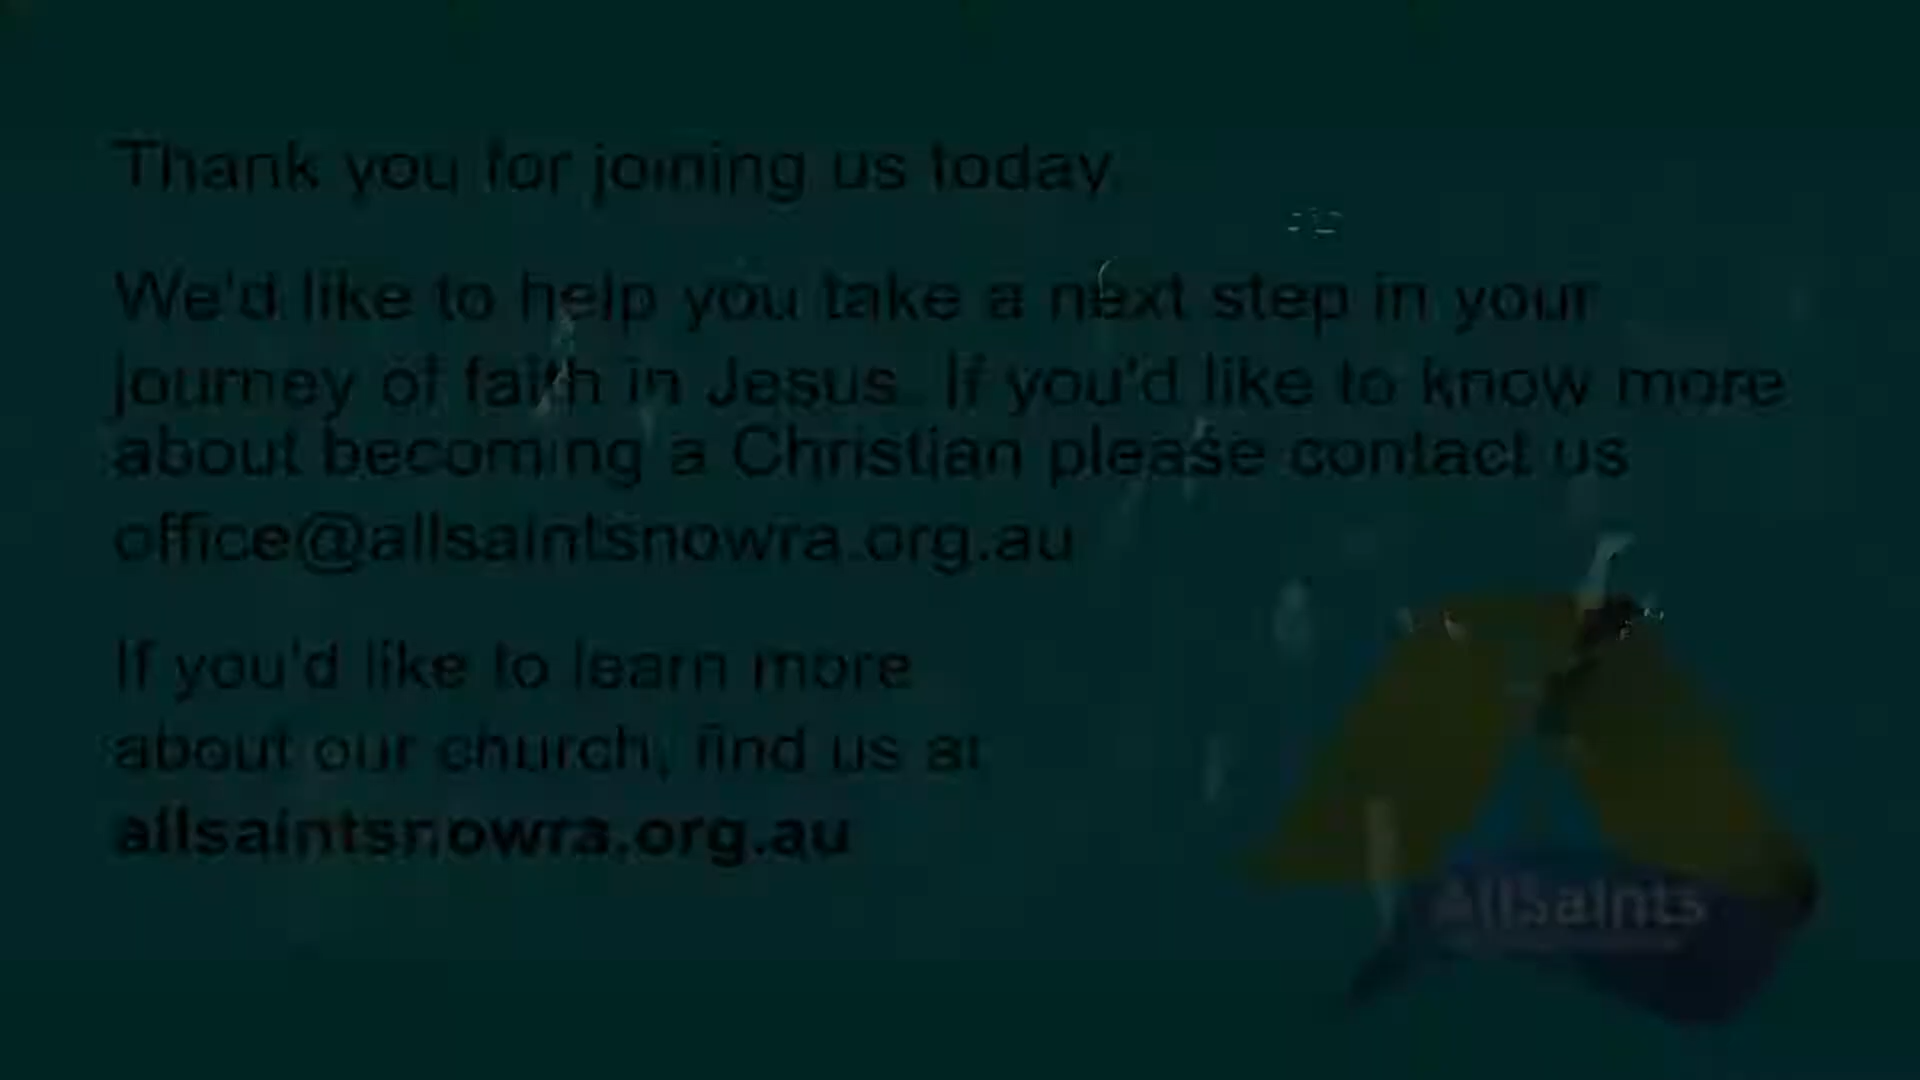 Thank you for joining us today
We'd like to help you take a next step in your
journey of faith in Jesus. If you'd like to know more
about becoming a Christian please contact us
office@allsaintsnowra.org.au
If you'd like to learn more
about our church, find us at
allsaintsnowra.org.au
AllSaints